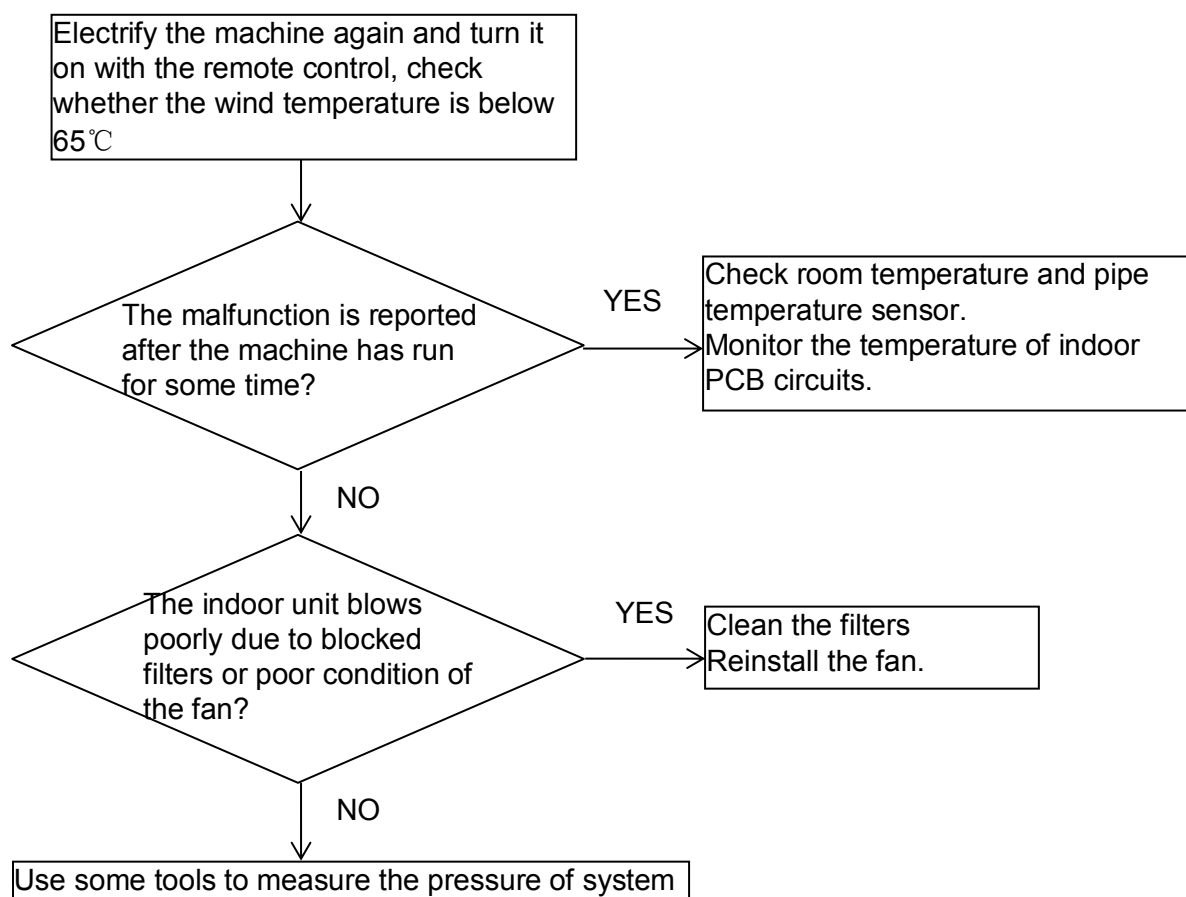 Electrify the machine again and turn it
on with the remote control, check
whether the wind temperature is below
65℃
The malfunction is reported
after the machine has run
for some time?
YES
Check room temperature and pipe
temperature sensor.
Monitor the temperature of indoor
PCB circuits.
NO
The indoor unit blows
poorly due to blocked
filters or poor condition of
the fan?
YES
Clean the filters
Reinstall the fan.
NO
Use some tools to measure the pressure of system